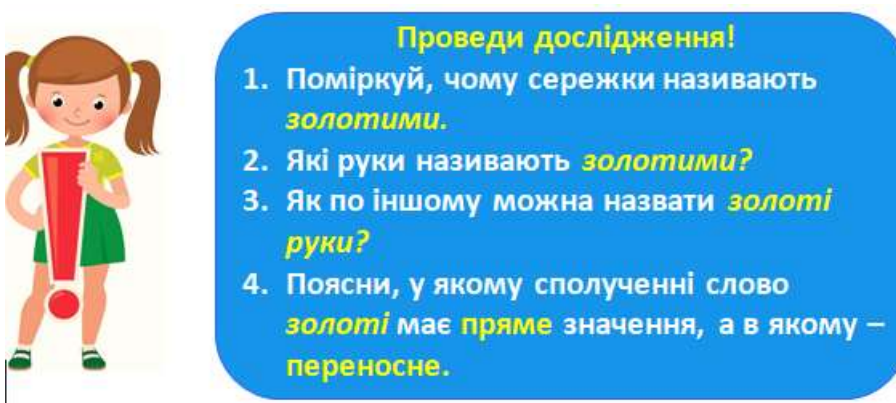 Проведи дослідження!
1. Поміркуй, чому сережки називають
золотими.
2. Які руки називають золотими?
3. Як по іншому можна назвати золоті
руки?
4. Поясни, у якому сполученні слово
золоті має пряме значення, а в якому –
переносне.